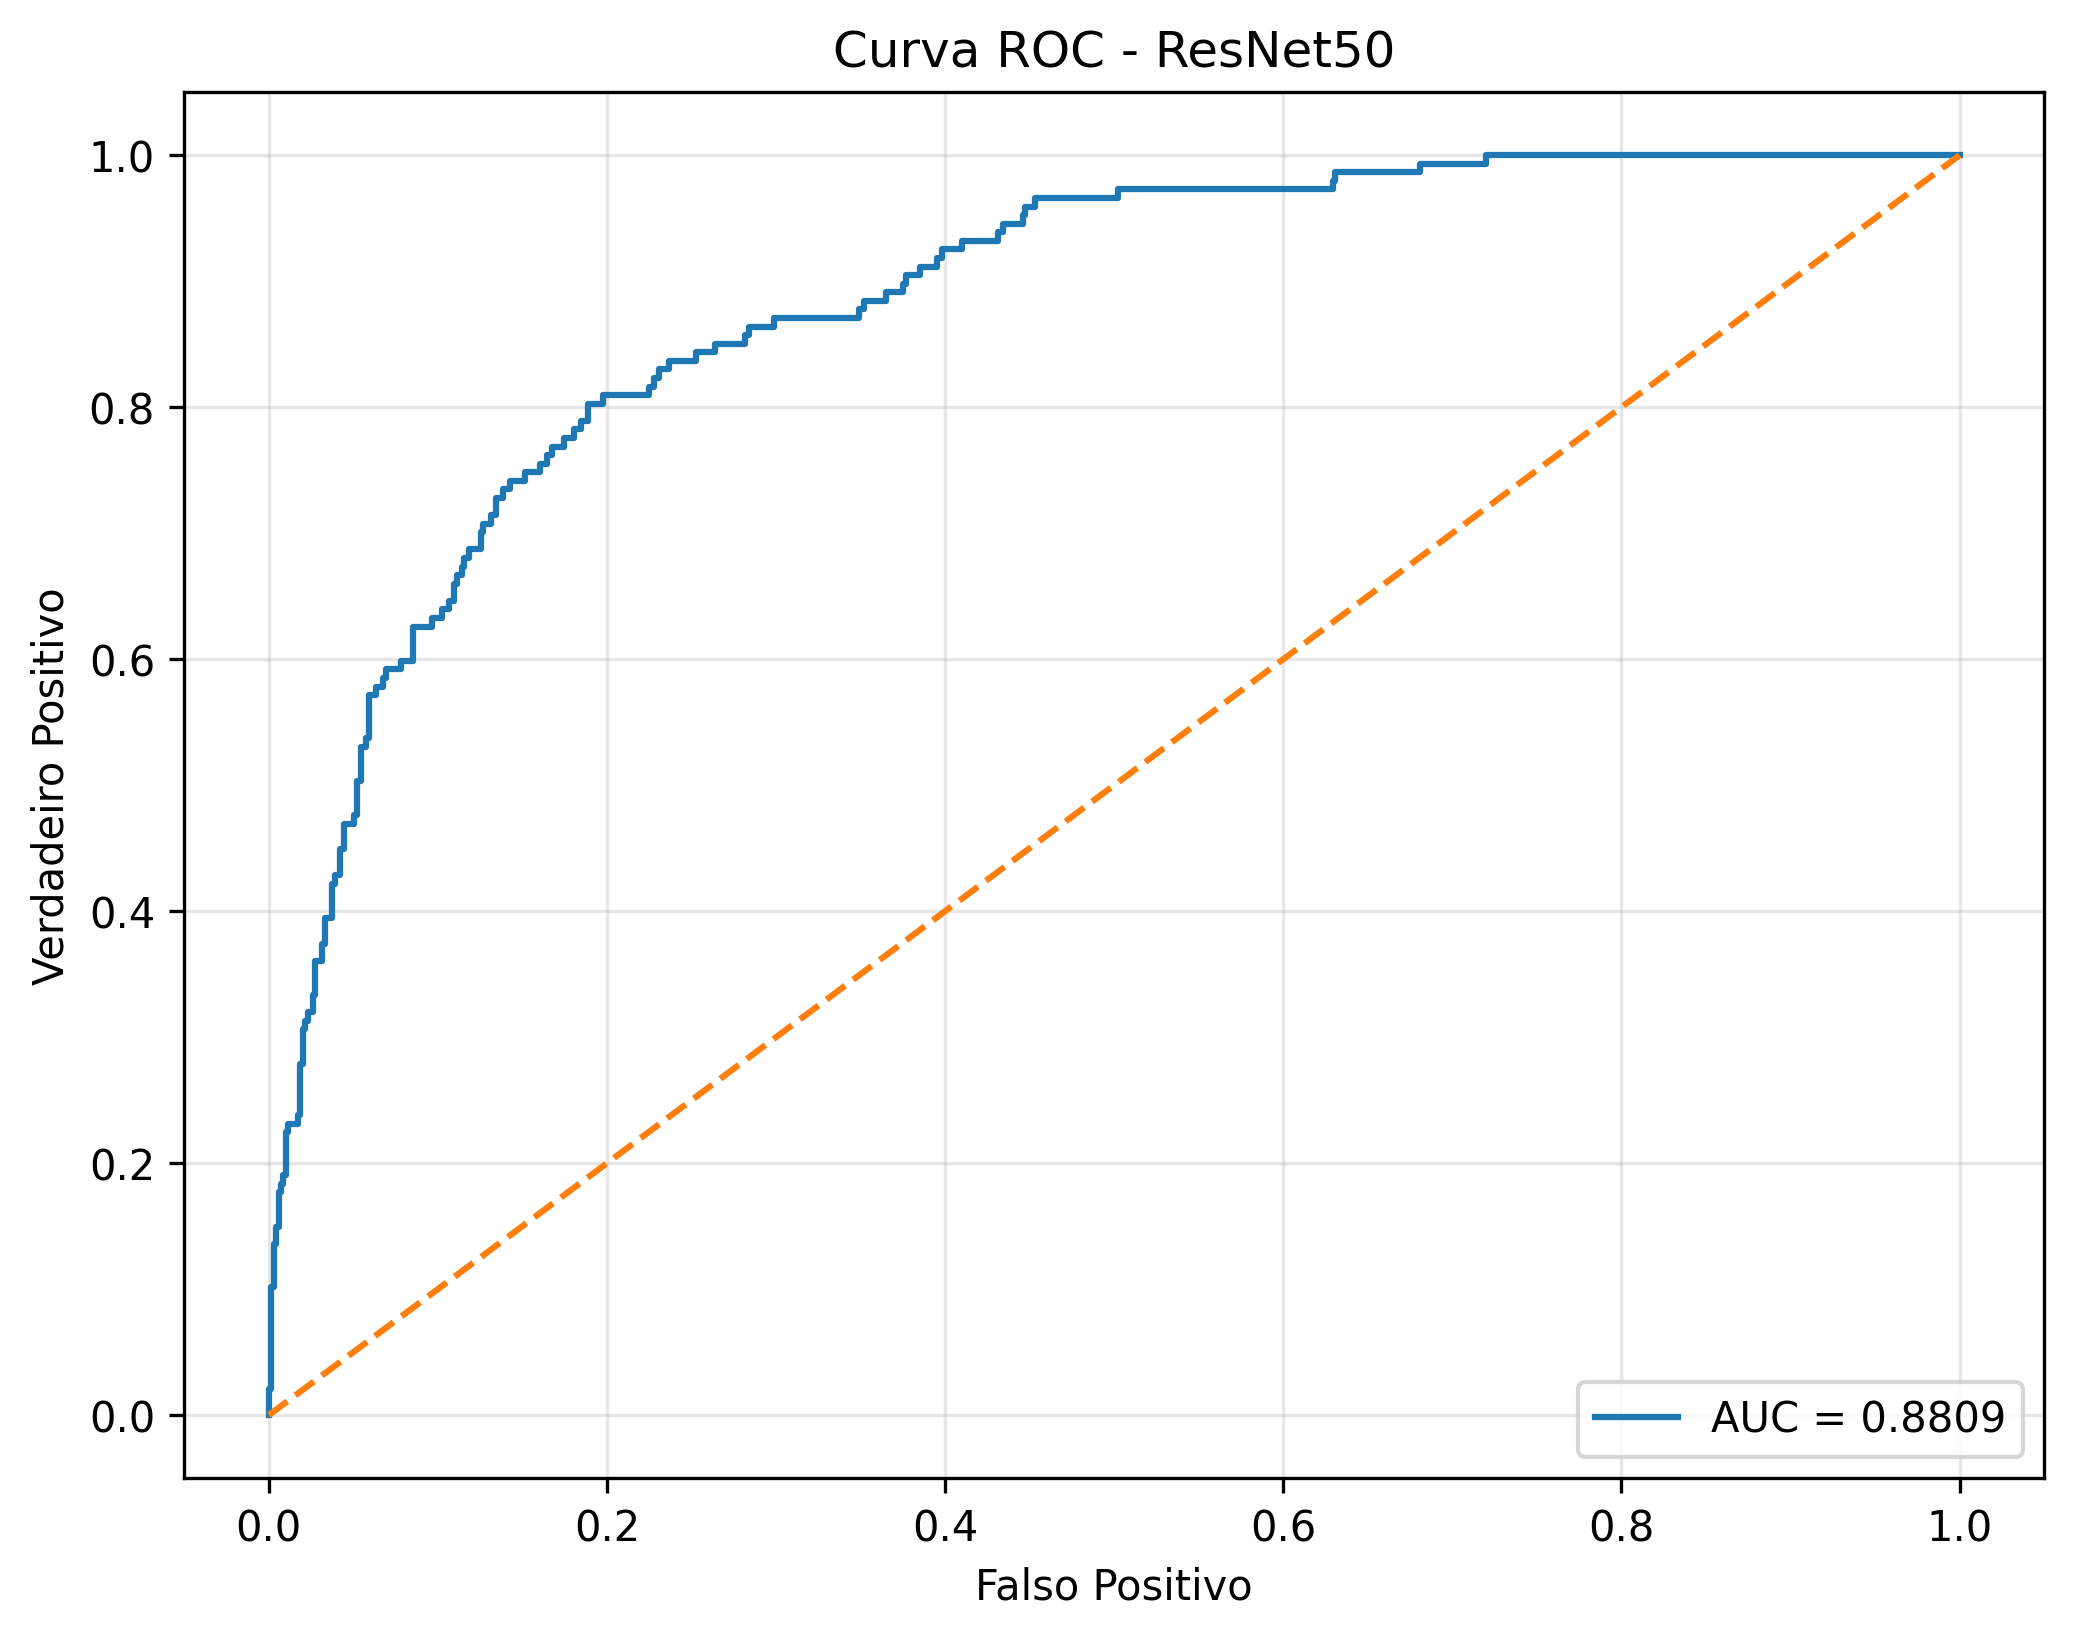 Curva ROC - ResNet50
1.0
0.8
0.6
0.4
0.2
0.0
Verdadeiro Positivo
0.0 0.2 0.4 0.6 0.8 1.0
Falso Positivo
AUC = 0.8809